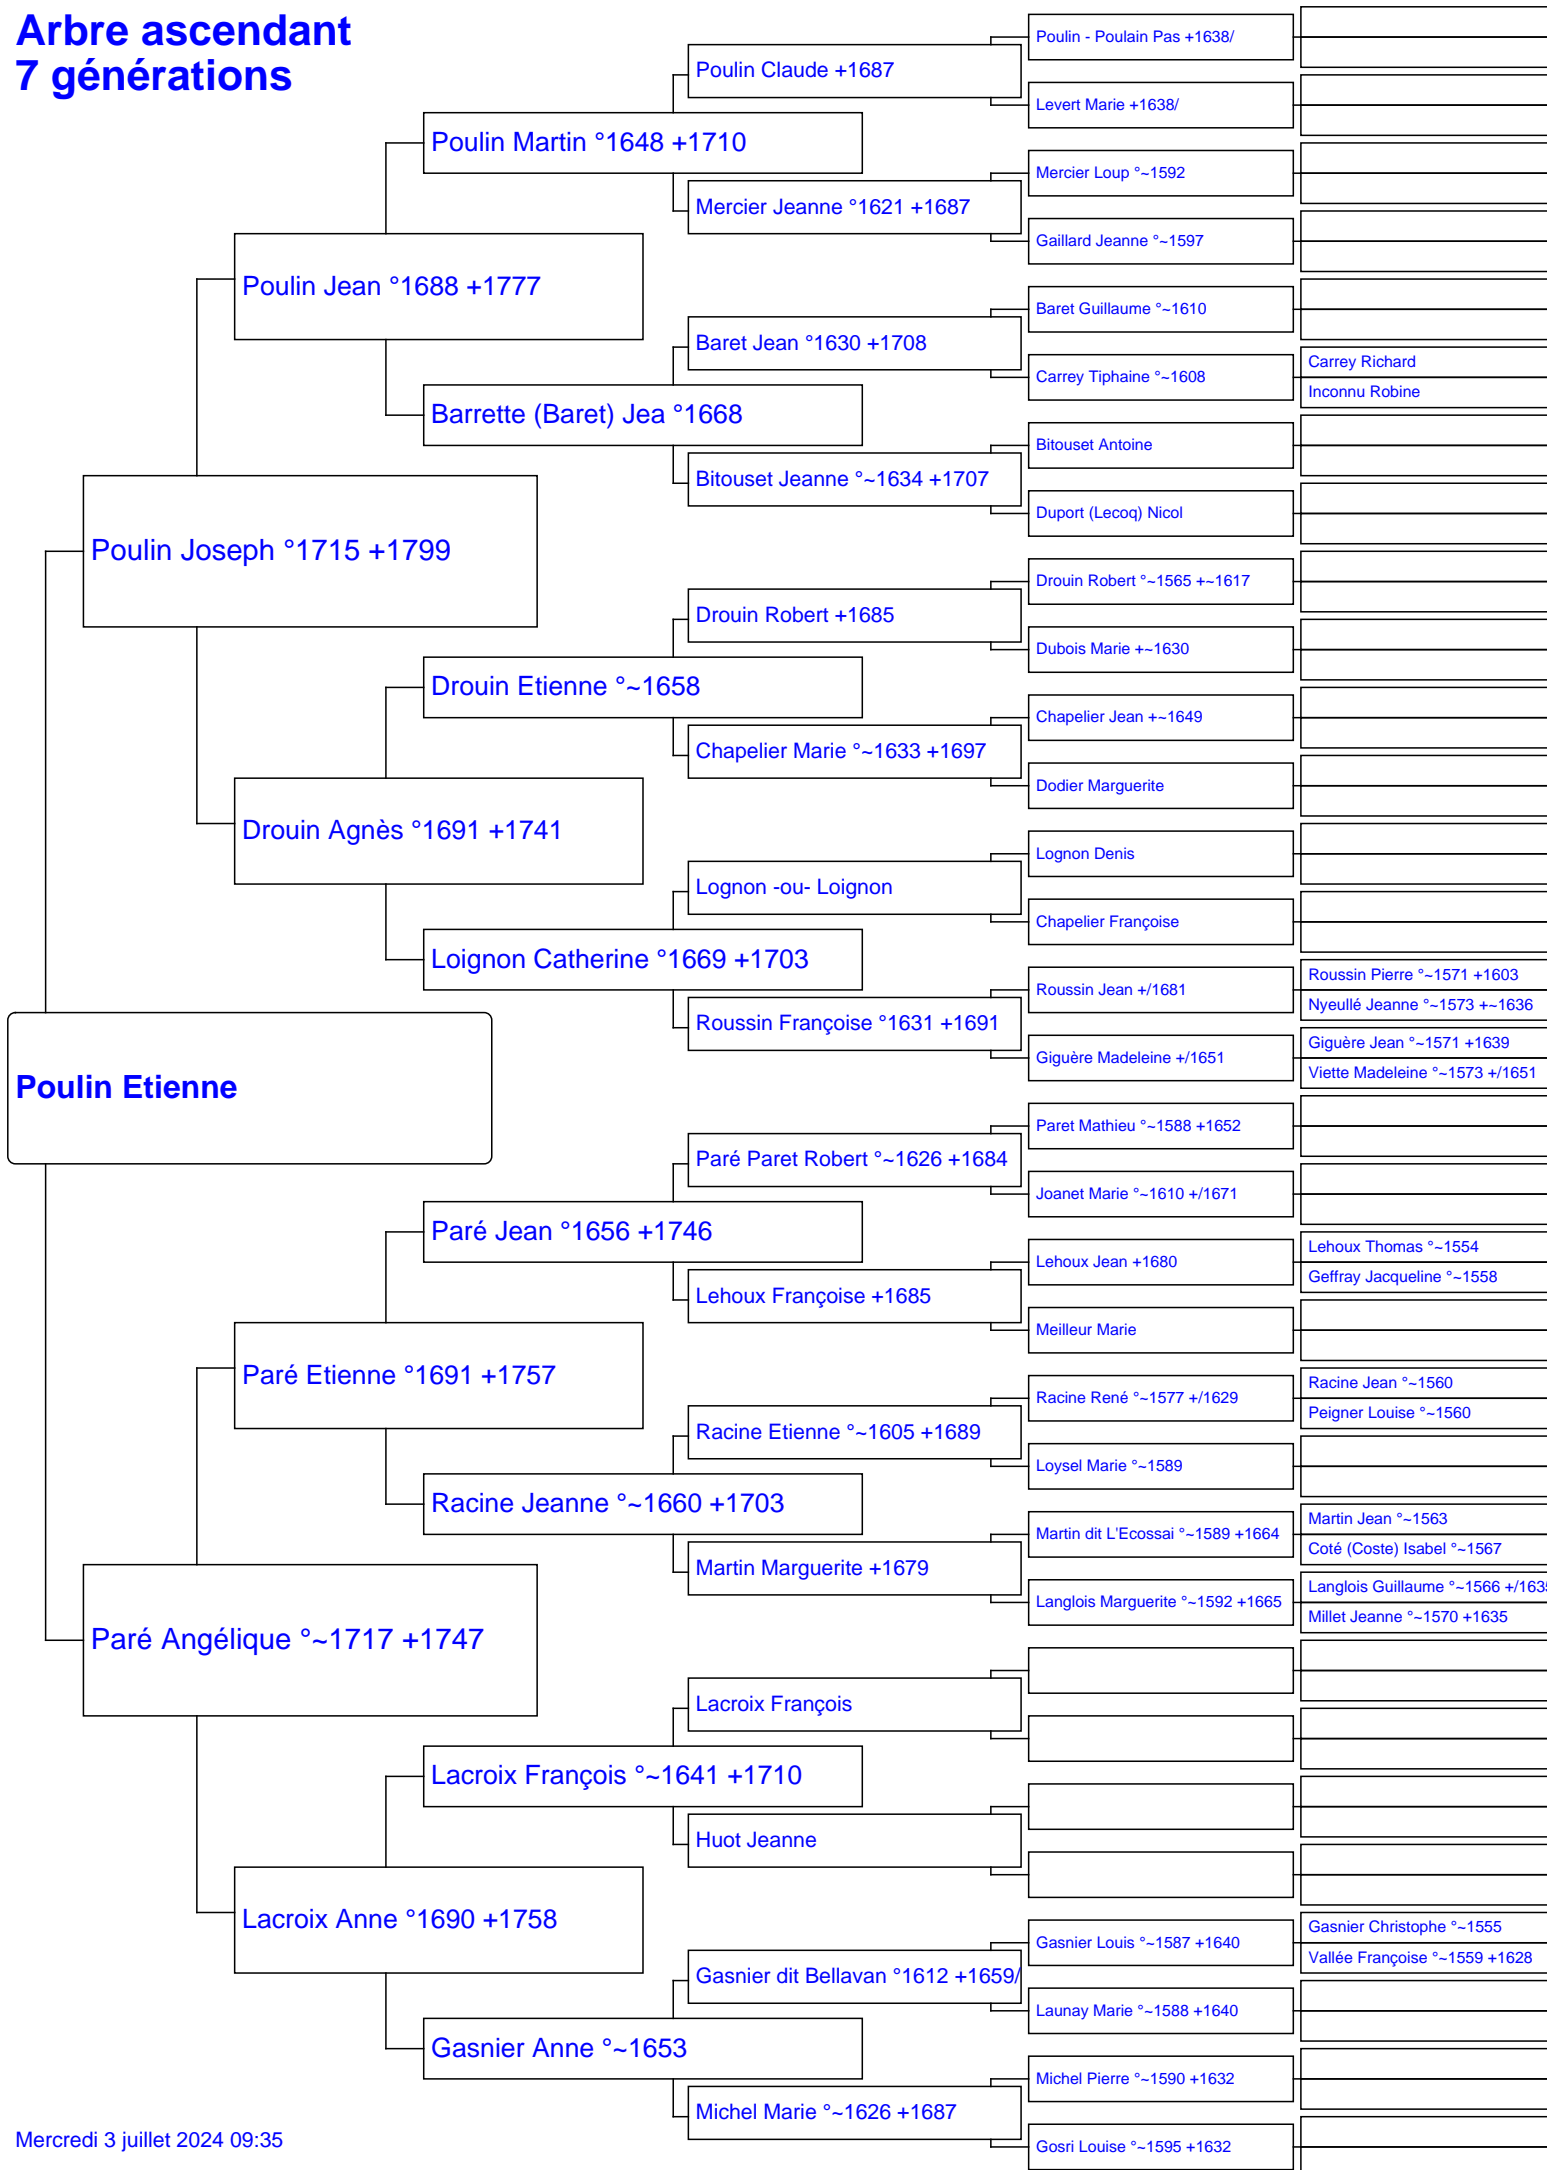 Arbre ascendant
7 générations
Poulin Etienne
Poulin Joseph °1715 +1799
Paré Angélique °~1717 +1747
Poulin Jean °1688 +1777
Drouin Agnès °1691 +1741
Paré Etienne °1691 +1757
Lacroix Anne °1690 +1758
Poulin Martin °1648 +1710
Barrette (Baret) Jea °1668
Drouin Etienne °~1658
Loignon Catherine °1669 +1703
Paré Jean °1656 +1746
Racine Jeanne °~1660 +1703
Lacroix François °~1641 +1710
Gasnier Anne °~1653
Poulin Claude +1687
Mercier Jeanne °1621 +1687
Baret Jean °1630 +1708
Bitouset Jeanne °~1634 +1707
Drouin Robert +1685
Chapelier Marie °~1633 +1697
Lognon -ou- Loignon
Roussin Françoise °1631 +1691
Paré Paret Robert °~1626 +1684
Lehoux Françoise +1685
Racine Etienne °~1605 +1689
Martin Marguerite +1679
Lacroix François
Huot Jeanne
Gasnier dit Bellavan °1612 +1659/
Michel Marie °~1626 +1687
Poulin - Poulain Pas +1638/
Levert Marie +1638/
Mercier Loup °~1592
Gaillard Jeanne °~1597
Baret Guillaume °~1610
Carrey Tiphaine °~1608
Bitouset Antoine
Duport (Lecoq) Nicol
Drouin Robert °~1565 +~1617
Dubois Marie +~1630
Chapelier Jean +~1649
Dodier Marguerite
Lognon Denis
Chapelier Françoise
Roussin Jean +/1681
Giguère Madeleine +/1651
Paret Mathieu °~1588 +1652
Joanet Marie °~1610 +/1671
Lehoux Jean +1680
Meilleur Marie
Racine René °~1577 +/1629
Loysel Marie °~1589
Martin dit L'Ecossai °~1589 +1664
Langlois Marguerite °~1592 +1665
Gasnier Louis °~1587 +1640
Launay Marie °~1588 +1640
Michel Pierre °~1590 +1632
Gosri Louise °~1595 +1632
Carrey Richard
Inconnu Robine
Roussin Pierre °~1571 +1603
Nyeullé Jeanne °~1573 +~1636
Giguère Jean °~1571 +1639
Viette Madeleine °~1573 +/1651
Lehoux Thomas °~1554
Geffray Jacqueline °~1558
Racine Jean °~1560
Peigner Louise °~1560
Martin Jean °~1563
Coté (Coste) Isabel °~1567
Langlois Guillaume °~1566 +/1635
Millet Jeanne °~1570 +1635
Gasnier Christophe °~1555
Vallée Françoise °~1559 +1628
Mercredi 3 juillet 2024 09:35